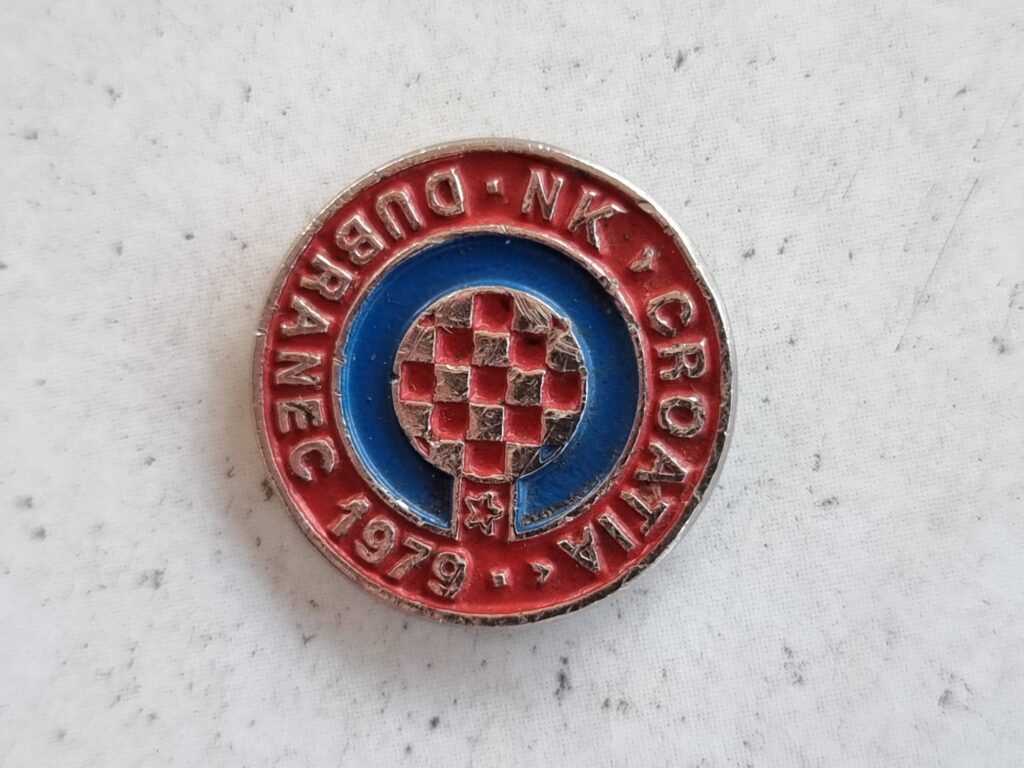 NK "CROATIA" · DUBRANEC 1979 ·